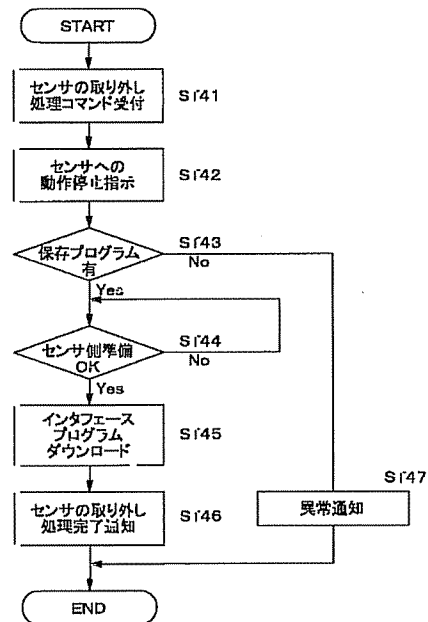 START
センサの取り外し
処理コマンド受付
Sf41
センサへの
動作停止指示
Sf42
保存プログラム
有
Sf43
No
Yes
センサ側準備
OK
Sf44
No
Yes
インタフェース
プログラム
ダウンロード
Sf45
センサの取り外し
処理完了通知
Sf46
Sf47
異常通知
END